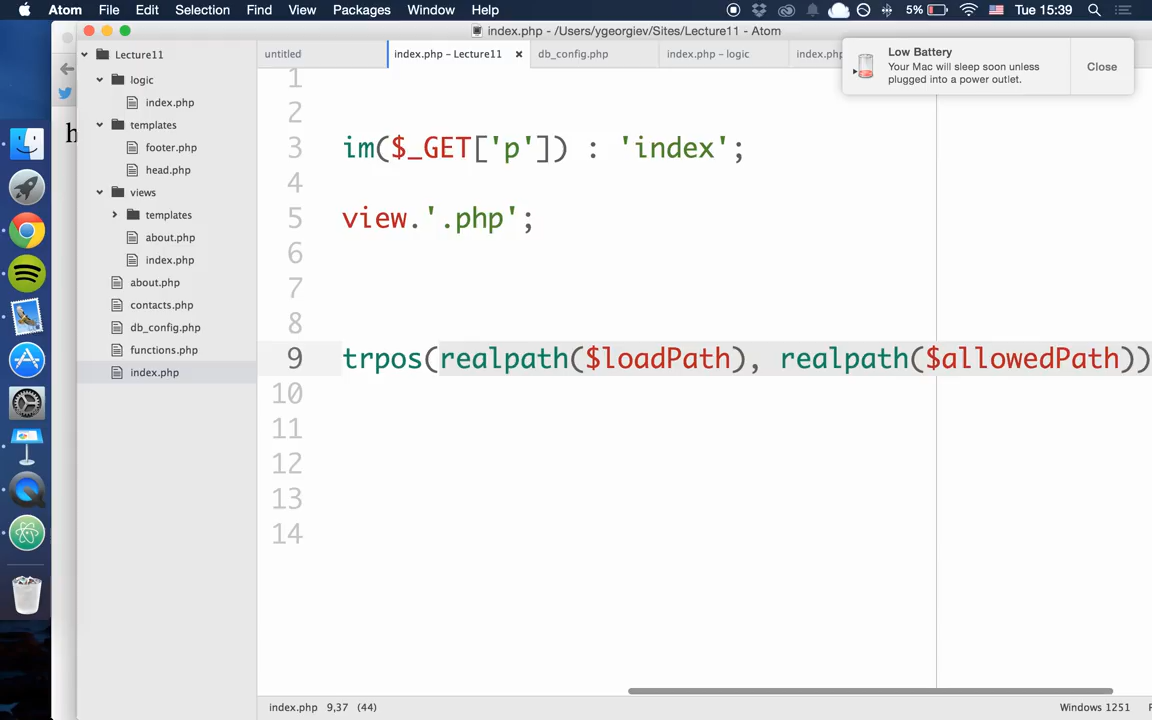 Atom File Edit Selection Find View Packages Window Help 5% Tue 15:39
index.php - /Users/ygeorgiev/Sites/Lecture11 - Atom
Low Battery
Your Mac will sleep soon unless
plugged into a power outlet.
Close
Lecture11
logic
index.php
templates
footer.php
head.php
views
templates
about.php
index.php
about.php
contacts.php
db_config.php
functions.php
index.php
untitled
index.php – Lecture11
db_config.php
index.php – logic
index.php
h
1
2
3 im($_GET['p']) : 'index';
4
5 view.'.php';
6
7
8
9 trpos(realpath($loadPath), realpath($allowedPath))
10
11
12
13
14
index.php 9,37 (44)
Windows 1251